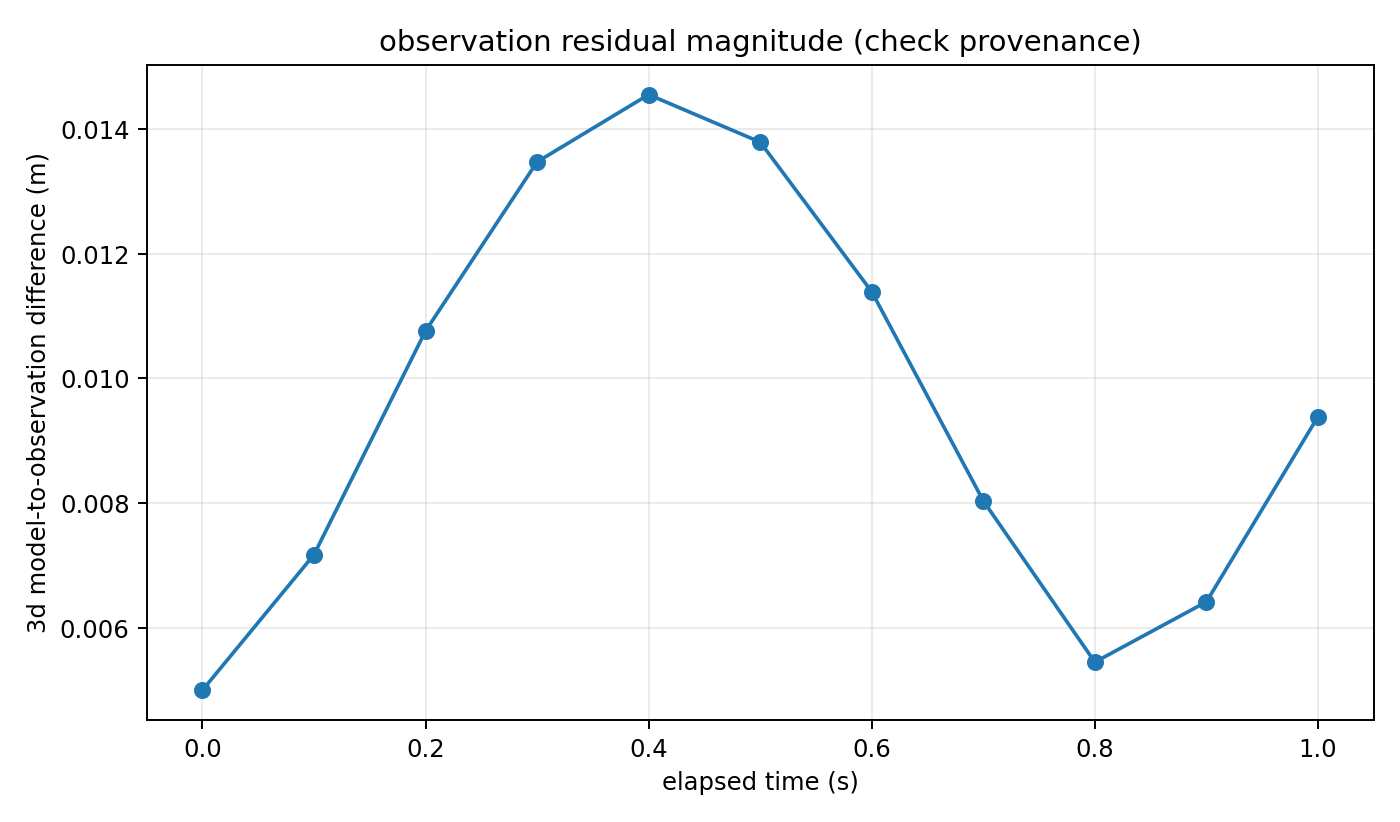 observation residual magnitude (check provenance)
3d model-to-observation difference (m)
0.014
0.012
0.010
0.008
0.006
0.0 0.2 0.4 0.6 0.8 1.0
elapsed time (s)